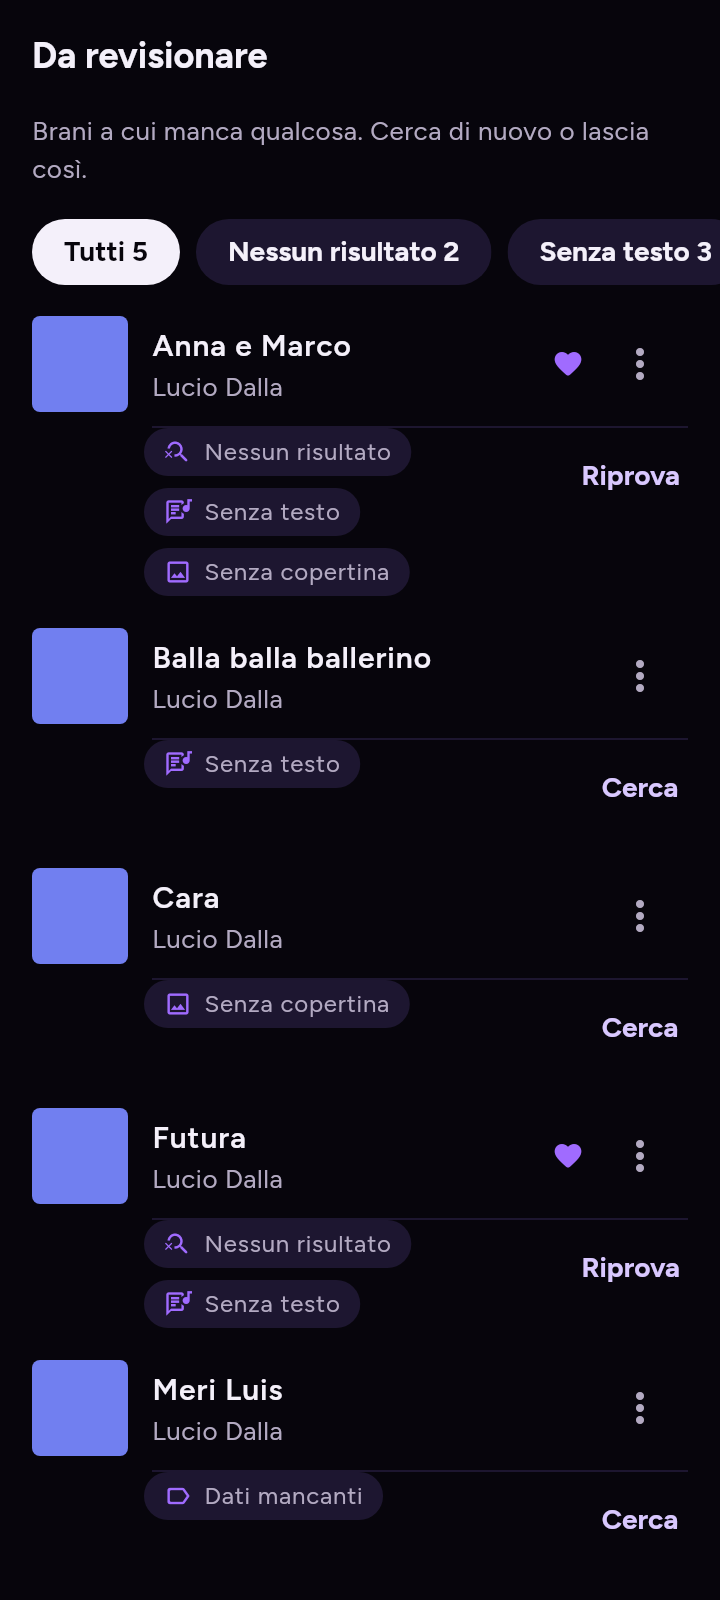 Da revisionare
Brani a cui manca qualcosa. Cerca di nuovo o lascia
così.
Tutti 5
Nessun risultato 2
Senza testo 3
Anna e Marco
Lucio Dalla
Nessun risultato
Riprova
Senza testo
Senza copertina
Balla balla ballerino
Lucio Dalla
Senza testo
Cerca
Cara
Lucio Dalla
Senza copertina
Cerca
Futura
Lucio Dalla
Nessun risultato
Riprova
Senza testo
Meri Luis
Lucio Dalla
Dati mancanti
Cerca